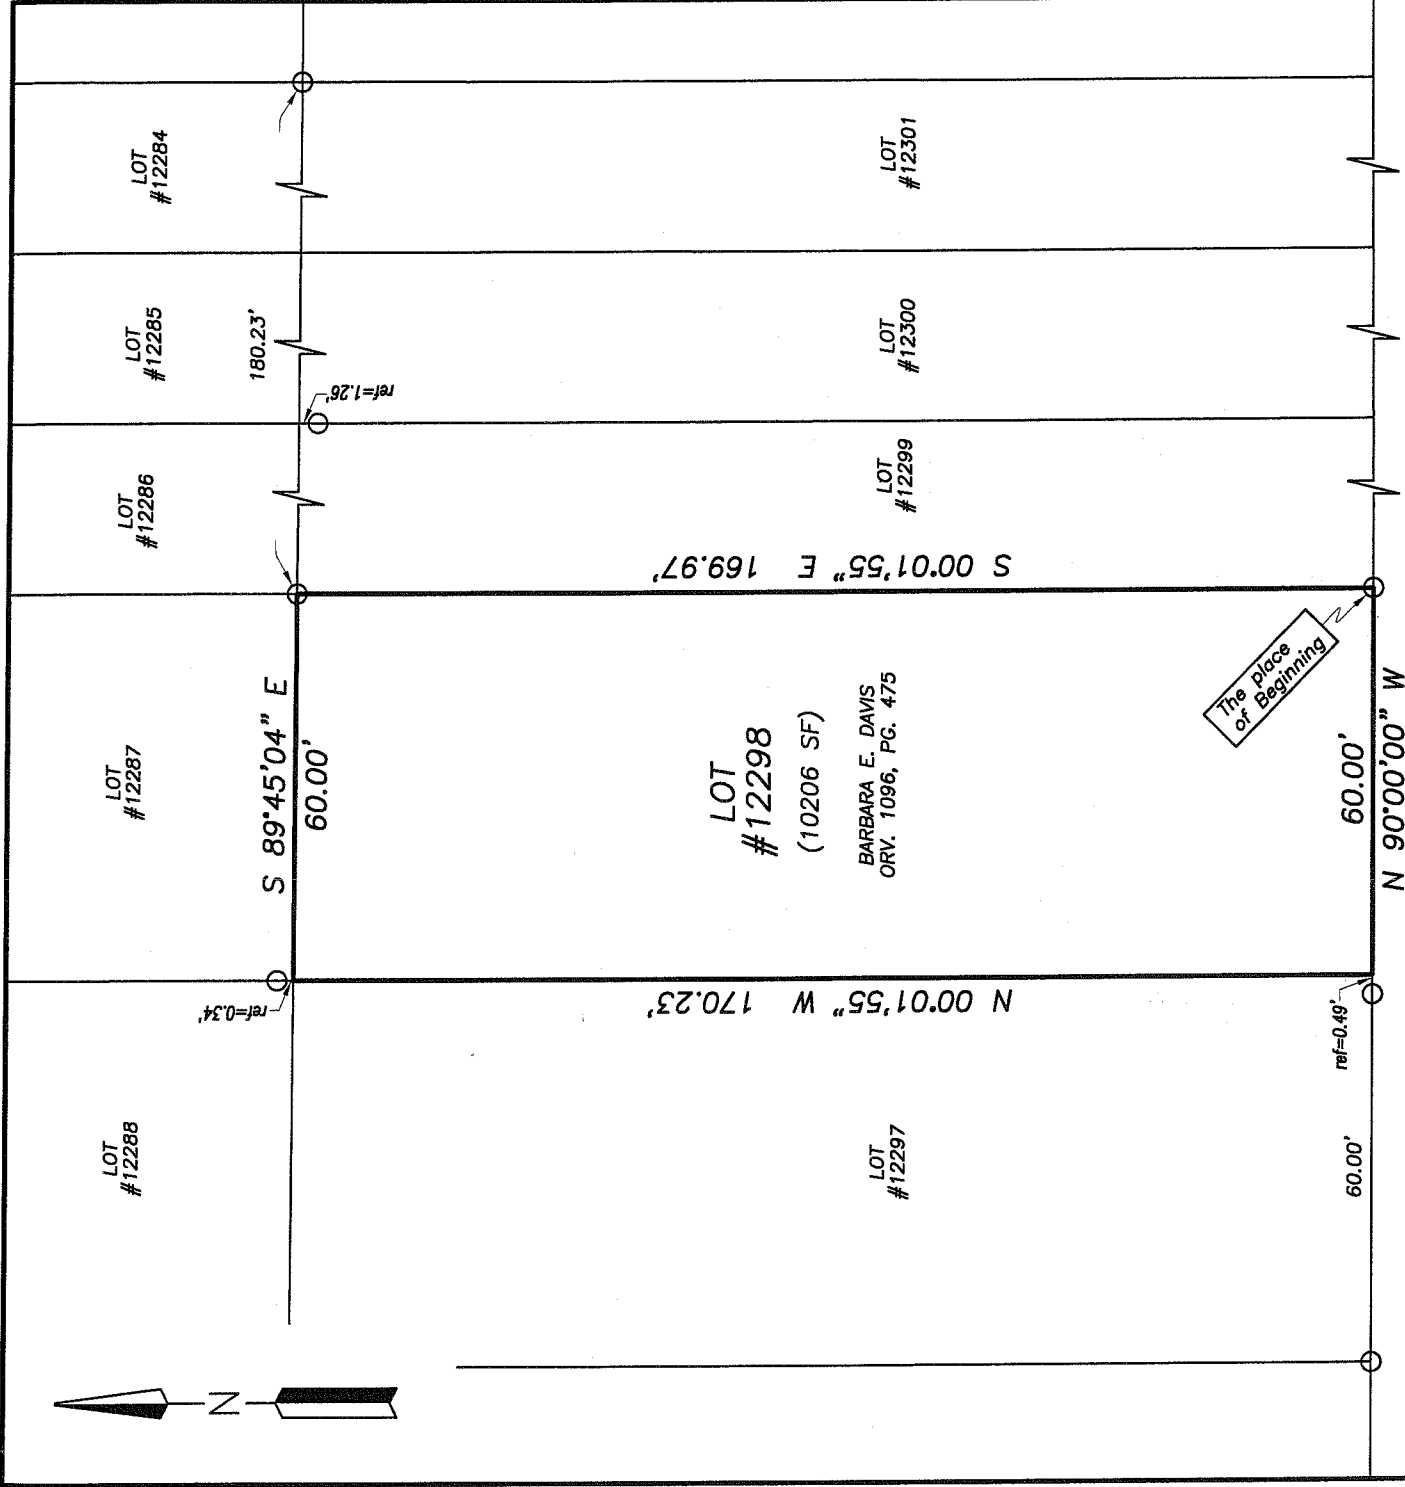 LOT
#12288
LOT
#12287
LOT
#12286
LOT
#12285
LOT
#12284
180.23'
ref=1.26'
ref=0.34'
S 89°45'04" E
60.00'
N
N 00°01'55" W 170.23'
S 00°01'55" E 169.97'
LOT
#12298
(10206 SF)
BARBARA E. DAVIS
ORV. 1096, PG. 475
LOT
#12297
LOT
#12299
LOT
#12300
LOT
#12301
The place
of Beginning
ref=0.49'
60.00'
60.00'
N 90°00'00" W